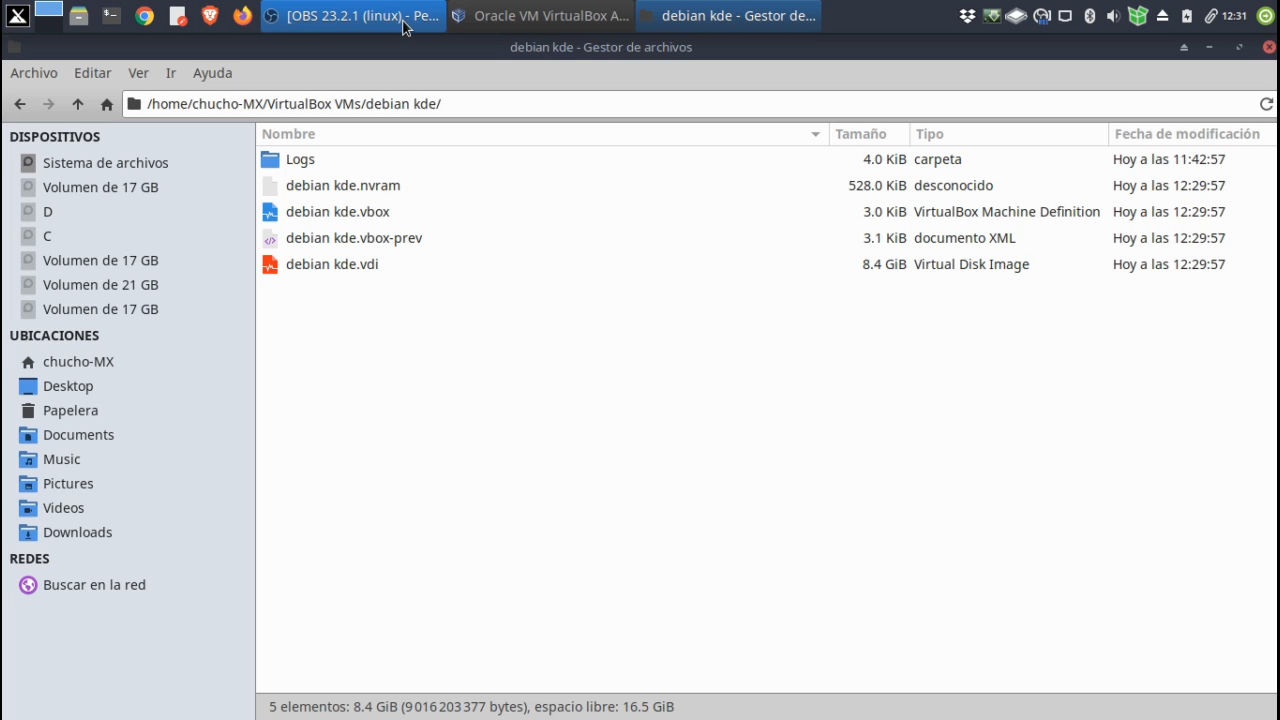 [OBS 23.2.1 (linux) - Pe... Oracle VM VirtualBox A... debian kde - Gestor de... 12:31
debian kde - Gestor de archivos
Archivo Editar Ver Ir Ayuda
/home/chucho-MX/VirtualBox VMs/debian kde/
DISPOSITIVOS
Sistema de archivos
Volumen de 17 GB
D
C
Volumen de 17 GB
Volumen de 21 GB
Volumen de 17 GB
UBICACIONES
chucho-MX
Desktop
Papelera
Documents
Music
Pictures
Videos
Downloads
REDES
Buscar en la red
Nombre Tamaño Tipo Fecha de modificación
Logs 4.0 KiB carpeta Hoy a las 11:42:57
debian kde.nvram 528.0 KiB desconocido Hoy a las 12:29:57
debian kde.vbox 3.0 KiB VirtualBox Machine Definition Hoy a las 12:29:57
debian kde.vbox-prev 3.1 KiB documento XML Hoy a las 12:29:57
debian kde.vdi 8.4 GiB Virtual Disk Image Hoy a las 12:29:57
5 elementos: 8.4 GiB (9 016 203 377 bytes), espacio libre: 16.5 GiB